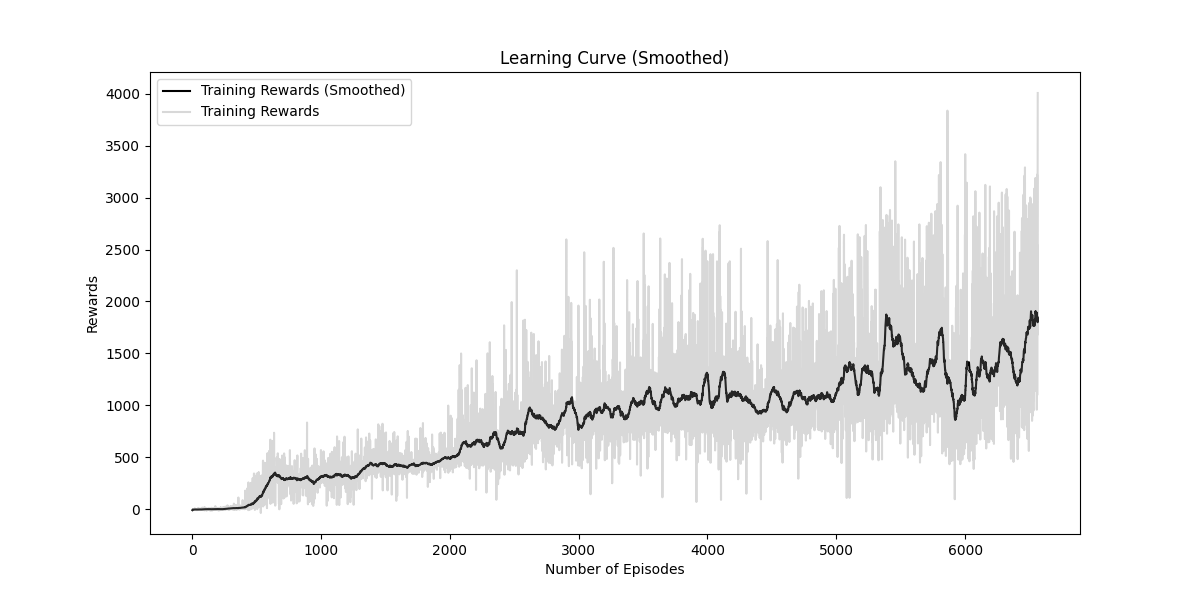 Learning Curve (Smoothed)
Training Rewards (Smoothed)
Training Rewards
4000
3500
3000
2500
2000
1500
1000
500
0
Rewards
0 1000 2000 3000 4000 5000 6000
Number of Episodes